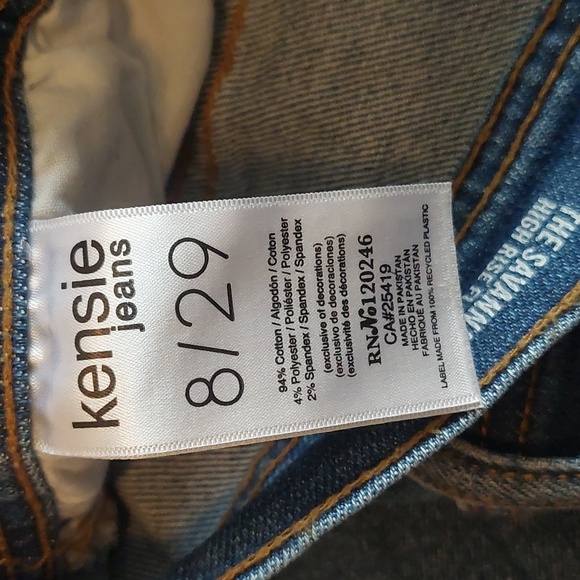 kensie
jeans
8/29
94% Cotton / Algodón / Coton
4% Polyester / Poliéster / Polyester
2% Spandex / Spandex / Spandex
(exclusive of decorations)
(exclusivo de decoraciones)
(exclusivité des décorations)
RN№120246
CA#25419
MADE IN PAKISTAN
HECHO EN PAKISTÁN
FABRIQUÉ AU PAKISTAN
LABEL MADE FROM 100% RECYCLED PLASTIC
THE
HIGH RISE